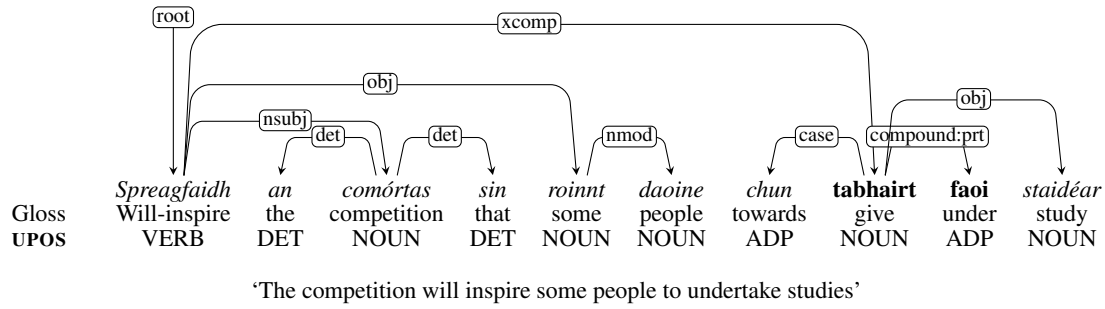 root
xcomp
obj
obj
nsubj
det det nmod case compound:prt
Spreagfaidh an comórtas sin roinnt daoine chun tabhairt faoi staidéar
Gloss Will-inspire the competition that some people towards give under study
UPOS VERB DET NOUN DET NOUN NOUN ADP NOUN ADP NOUN
‘The competition will inspire some people to undertake studies’